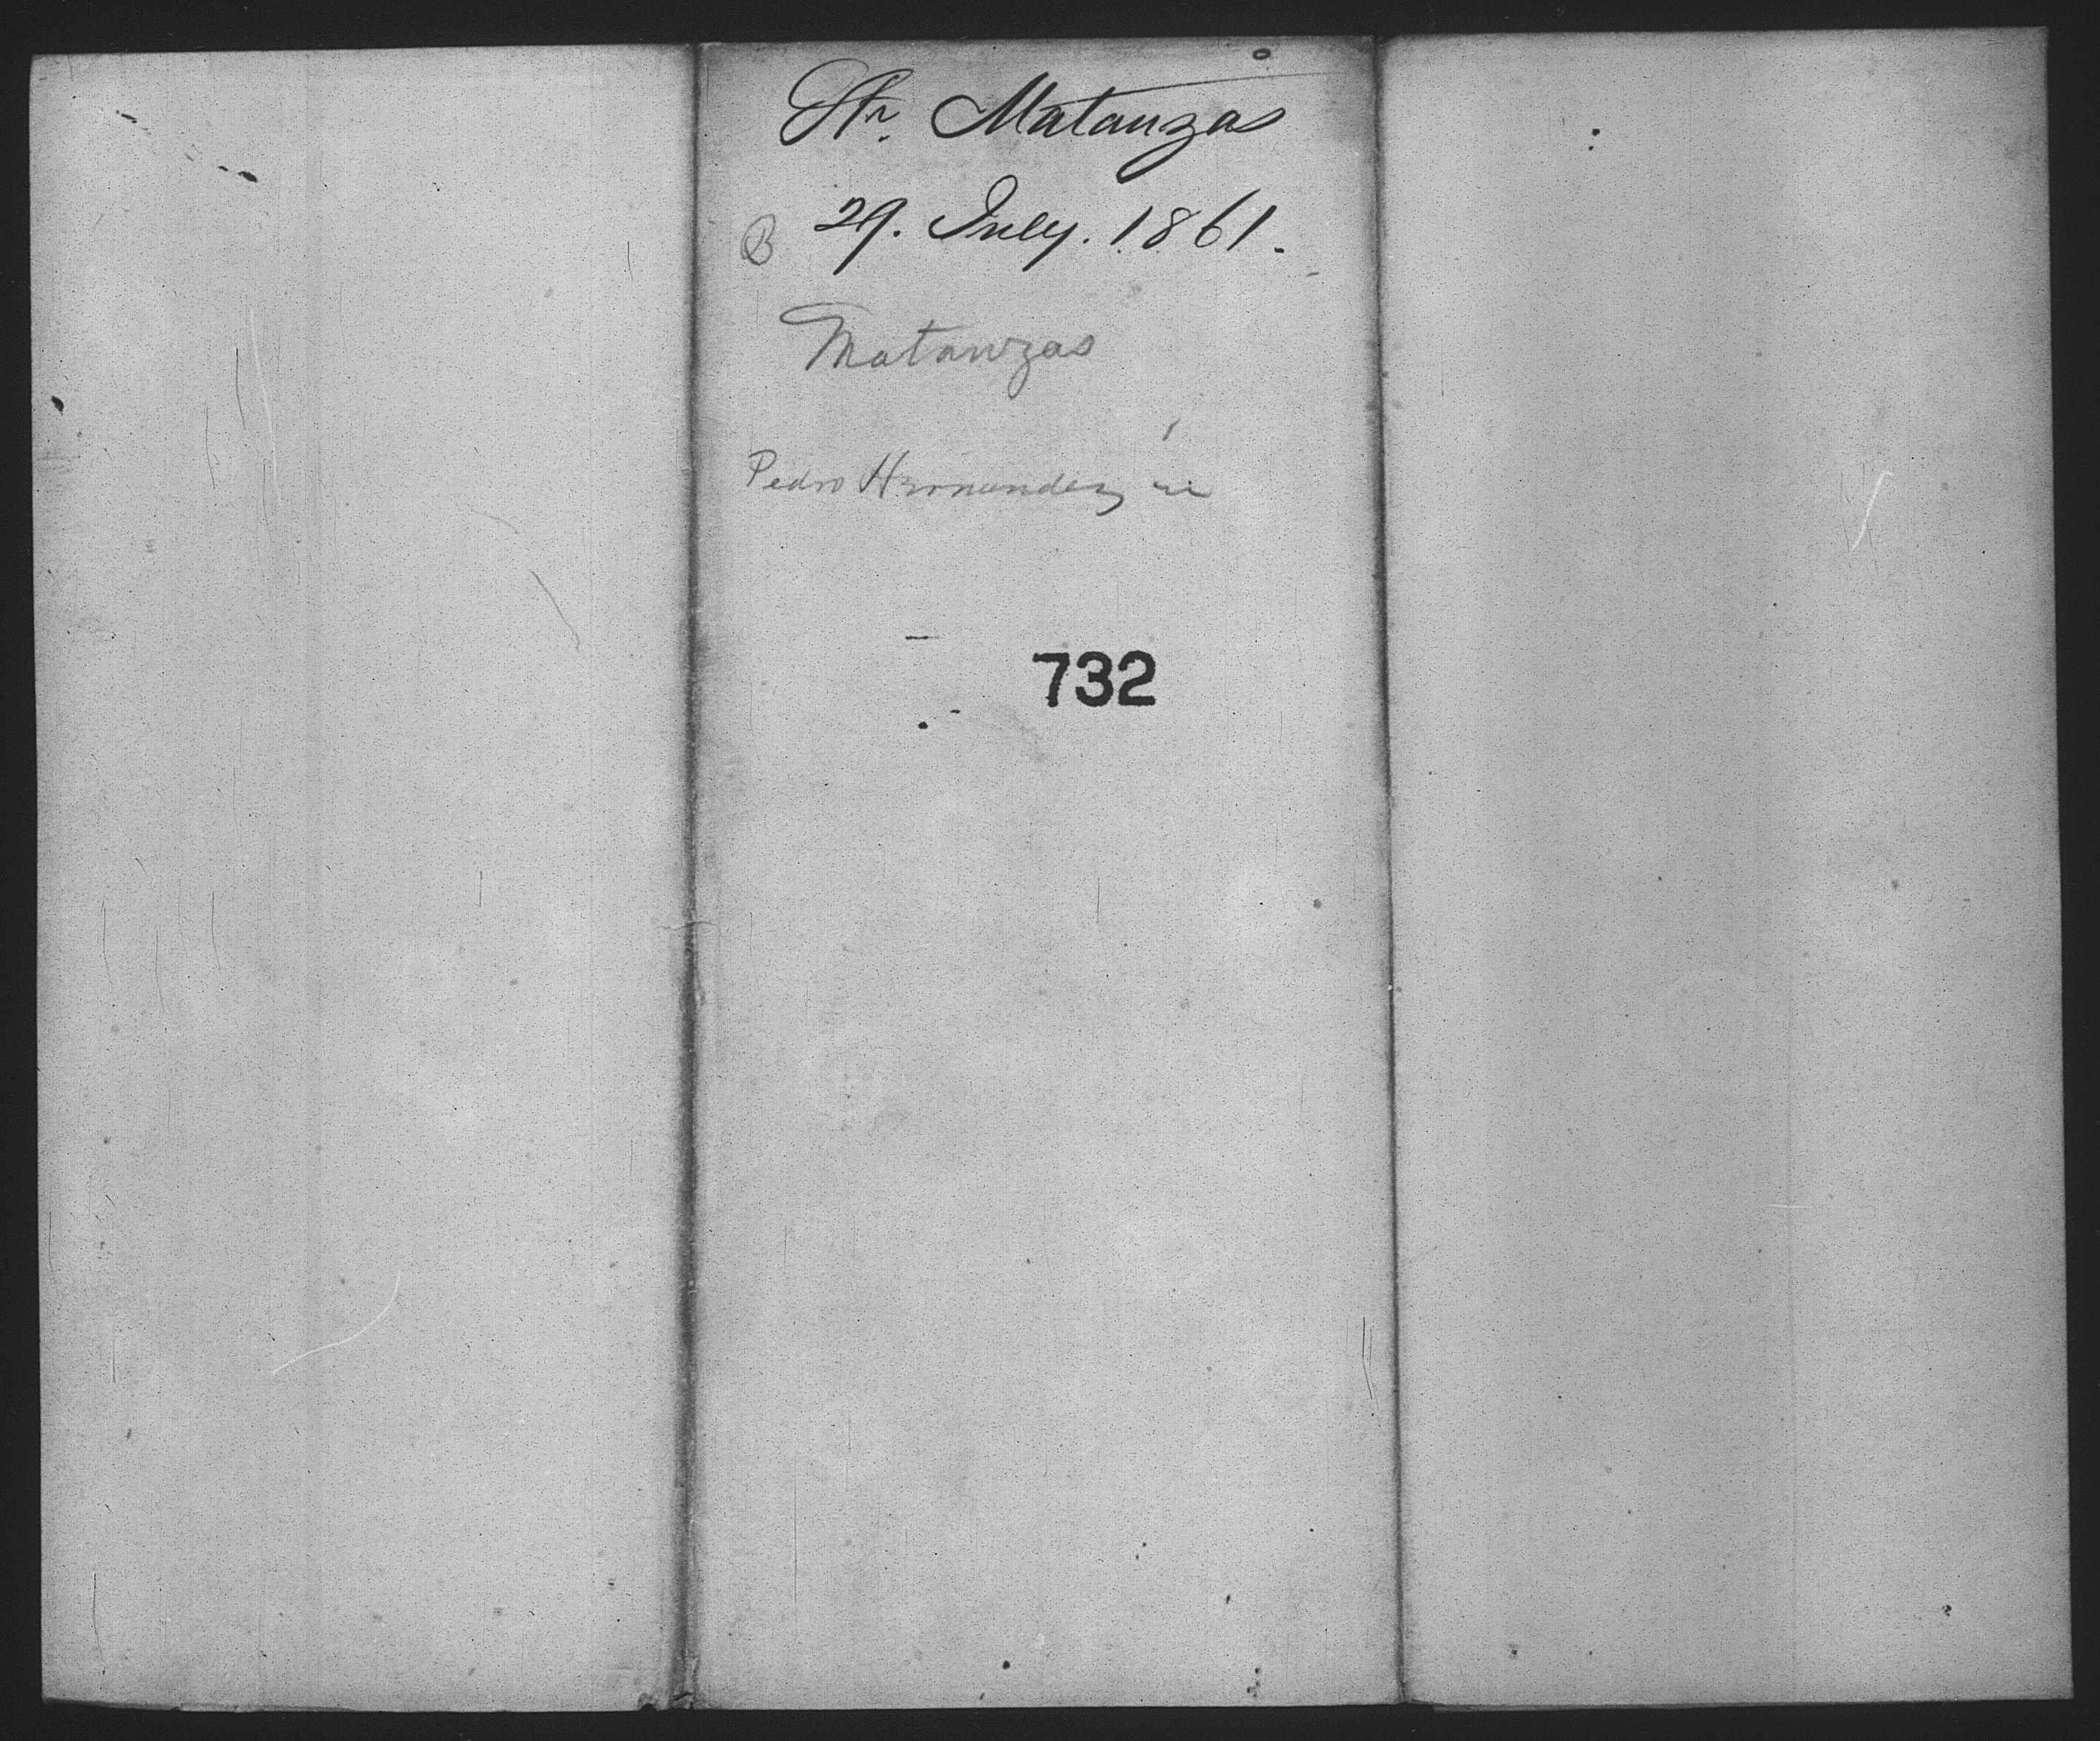 Str. Matanzas
B 29. July. 1861.
Matanzas
Pedro Hernandez
732